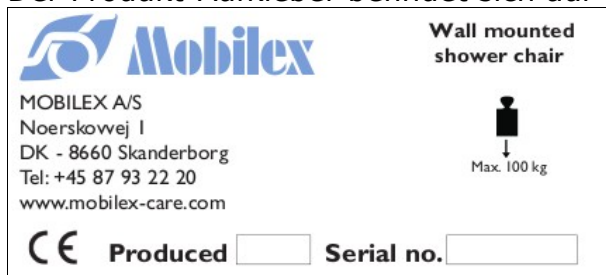 Mobilex
Wall mounted
shower chair
MOBILEX A/S
Noerskowej 1
DK - 8660 Skanderborg
Tel: +45 87 93 22 20
www.mobilex-care.com
Max. 100 kg
CE Produced
Serial no.